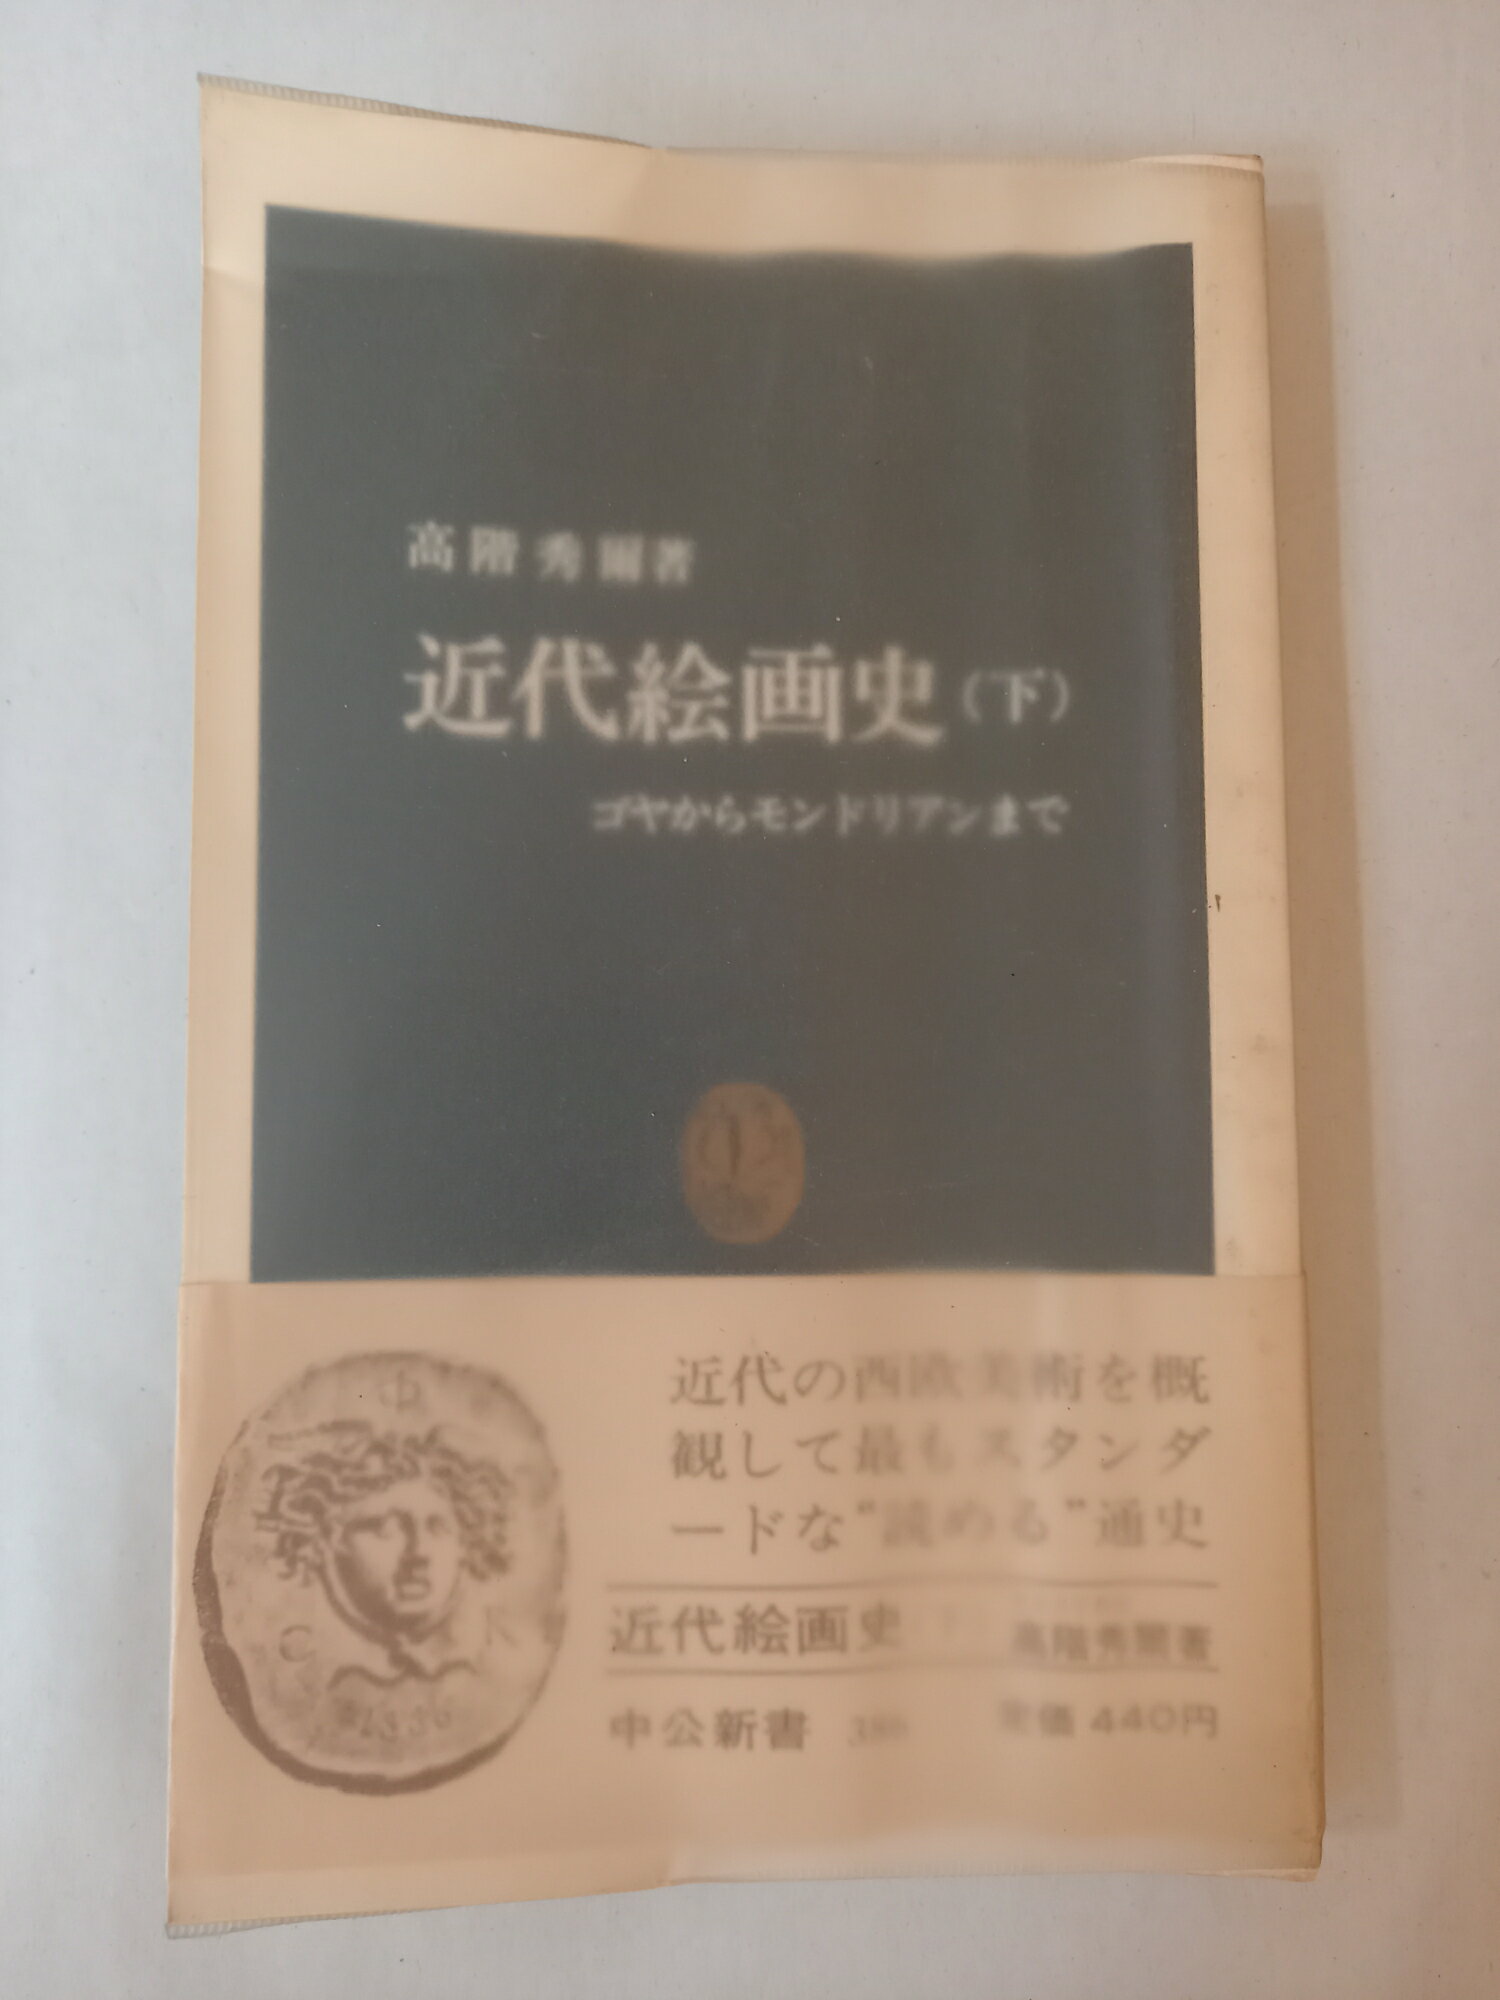 高階秀爾著
近代絵画史（下）
ゴヤからモンドリアンまで
近代の西欧美術を概
観して最もスタンダ
ードな“読める”通史
近代絵画史
高階秀爾著
中公新書
定価 440円
中
C
R